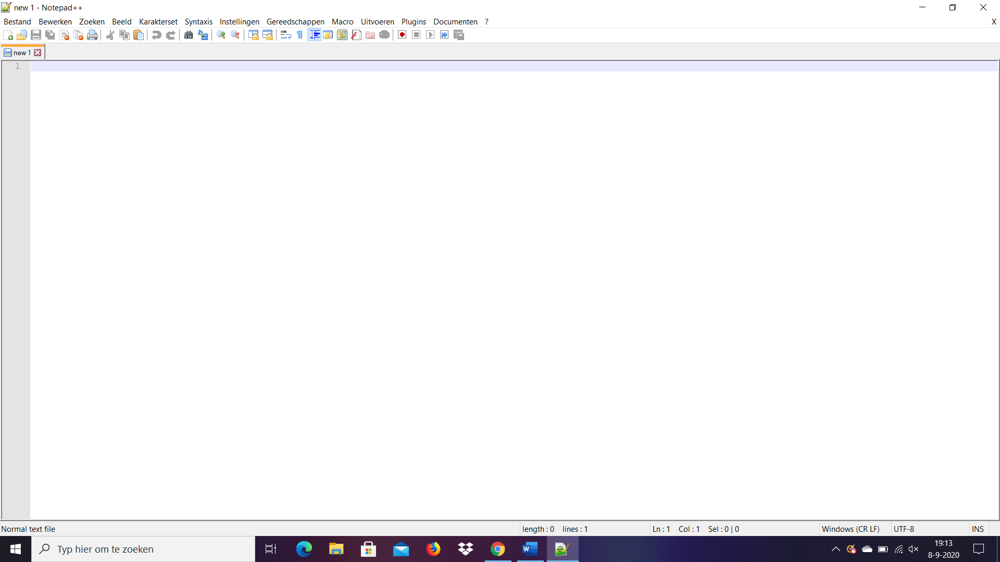 new 1 - Notepad++
Bestand Bewerken Zoeken Beeld Karakterset Syntaxis Instellingen Gereedschappen Macro Uitvoeren Plugins Documenten ? X
new 1
1
Normal text file length : 0 lines : 1 Ln : 1 Col : 1 Sel : 0 | 0 Windows (CR LF) UTF-8 INS
Typ hier om te zoeken
19:13
8-9-2020